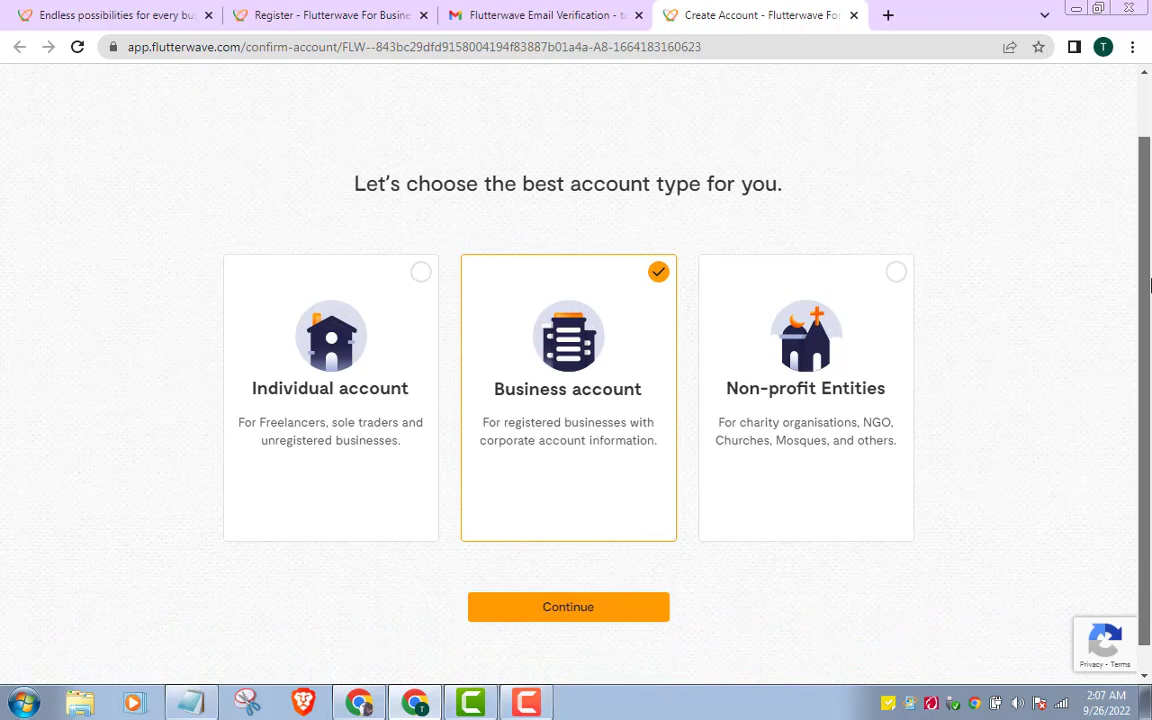 Endless possibilities for every bu
Register - Flutterwave For Busine
Flutterwave Email Verification - t
Create Account - Flutterwave Fo
app.flutterwave.com/confirm-account/FLW--843bc29dfd9158004194f83887b01a4a-A8-1664183160623
T
Let's choose the best account type for you.
Individual account
For Freelancers, sole traders and
unregistered businesses.
Business account
For registered businesses with
corporate account information.
Non-profit Entities
For charity organisations, NGO,
Churches, Mosques, and others.
Continue
Privacy - Terms
T
2:07 AM
9/26/2022